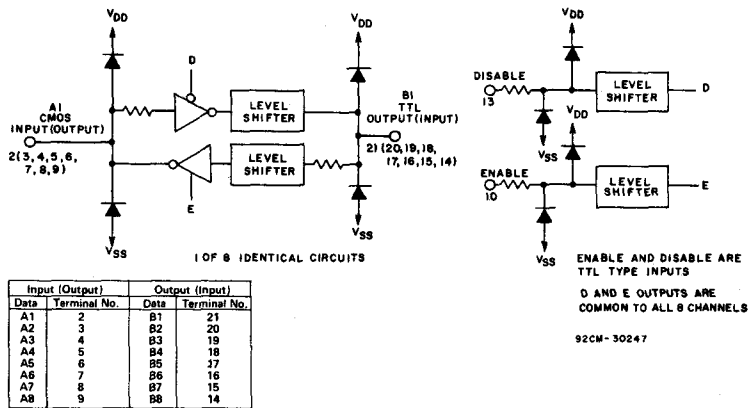 VDD
VDD
D
A1
CMOS
INPUT(OUTPUT)
2(3,4,5,6,
7,8,9)
LEVEL
SHIFTER
B1
TTL
OUTPUT(INPUT)
21(20,19,18,
17,16,15,14)
LEVEL
SHIFTER
E
VSS
VSS
1 OF 8 IDENTICAL CIRCUITS
VDD
DISABLE
13
LEVEL
SHIFTER
D
VDD
VSS
ENABLE
10
LEVEL
SHIFTER
E
VSS
ENABLE AND DISABLE ARE
TTL TYPE INPUTS
D AND E OUTPUTS ARE
COMMON TO ALL 8 CHANNELS
92CM-30247
Input (Output) Output (Input)
Data Terminal No. Data Terminal No.
A1 2 B1 21
A2 3 B2 20
A3 4 B3 19
A4 5 B4 18
A5 6 B5 17
A6 7 B6 16
A7 8 B7 15
A8 9 B8 14